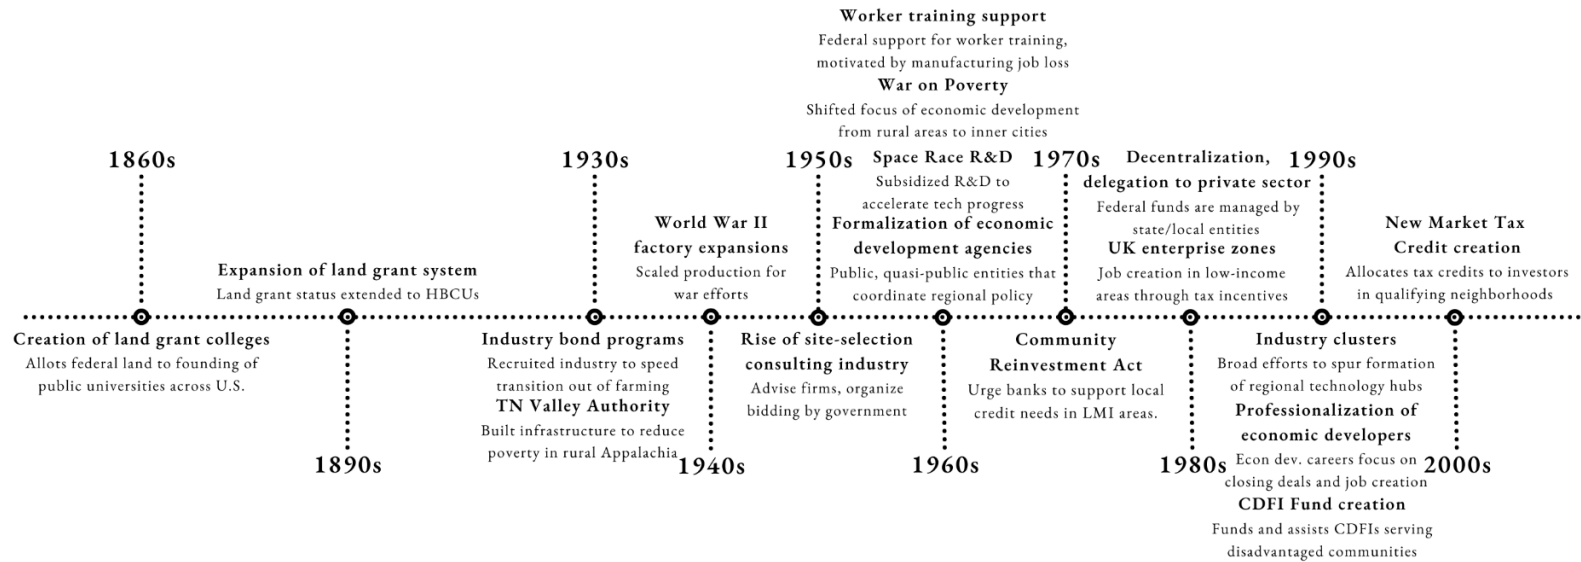 1860s
Creation of land grant colleges
Allots federal land to founding of
public universities across U.S.
Expansion of land grant system
Land grant status extended to HBCUs
1890s
1930s
Industry bond programs
Recruited industry to speed
transition out of farming
TN Valley Authority
Built infrastructure to reduce
poverty in rural Appalachia
World War II
factory expansions
Scaled production for
war efforts
1940s
1950s
Rise of site-selection
consulting industry
Advise firms, organize
bidding by government
Worker training support
Federal support for worker training,
motivated by manufacturing job loss
War on Poverty
Shifted focus of economic development
from rural areas to inner cities
Space Race R&D
Subsidized R&D to
accelerate tech progress
Formalization of economic
development agencies
Public, quasi-public entities that
coordinate regional policy
1960s
1970s
Community
Reinvestment Act
Urge banks to support local
credit needs in LMI areas.
Decentralization,
delegation to private sector
Federal funds are managed by
state/local entities
UK enterprise zones
Job creation in low-income
areas through tax incentives
1980s
1990s
Industry clusters
Broad efforts to spur formation
of regional technology hubs
Professionalization of
economic developers
Econ dev. careers focus on
closing deals and job creation
CDFI Fund creation
Funds and assists CDFIs serving
disadvantaged communities
New Market Tax
Credit creation
Allocates tax credits to investors
in qualifying neighborhoods
2000s